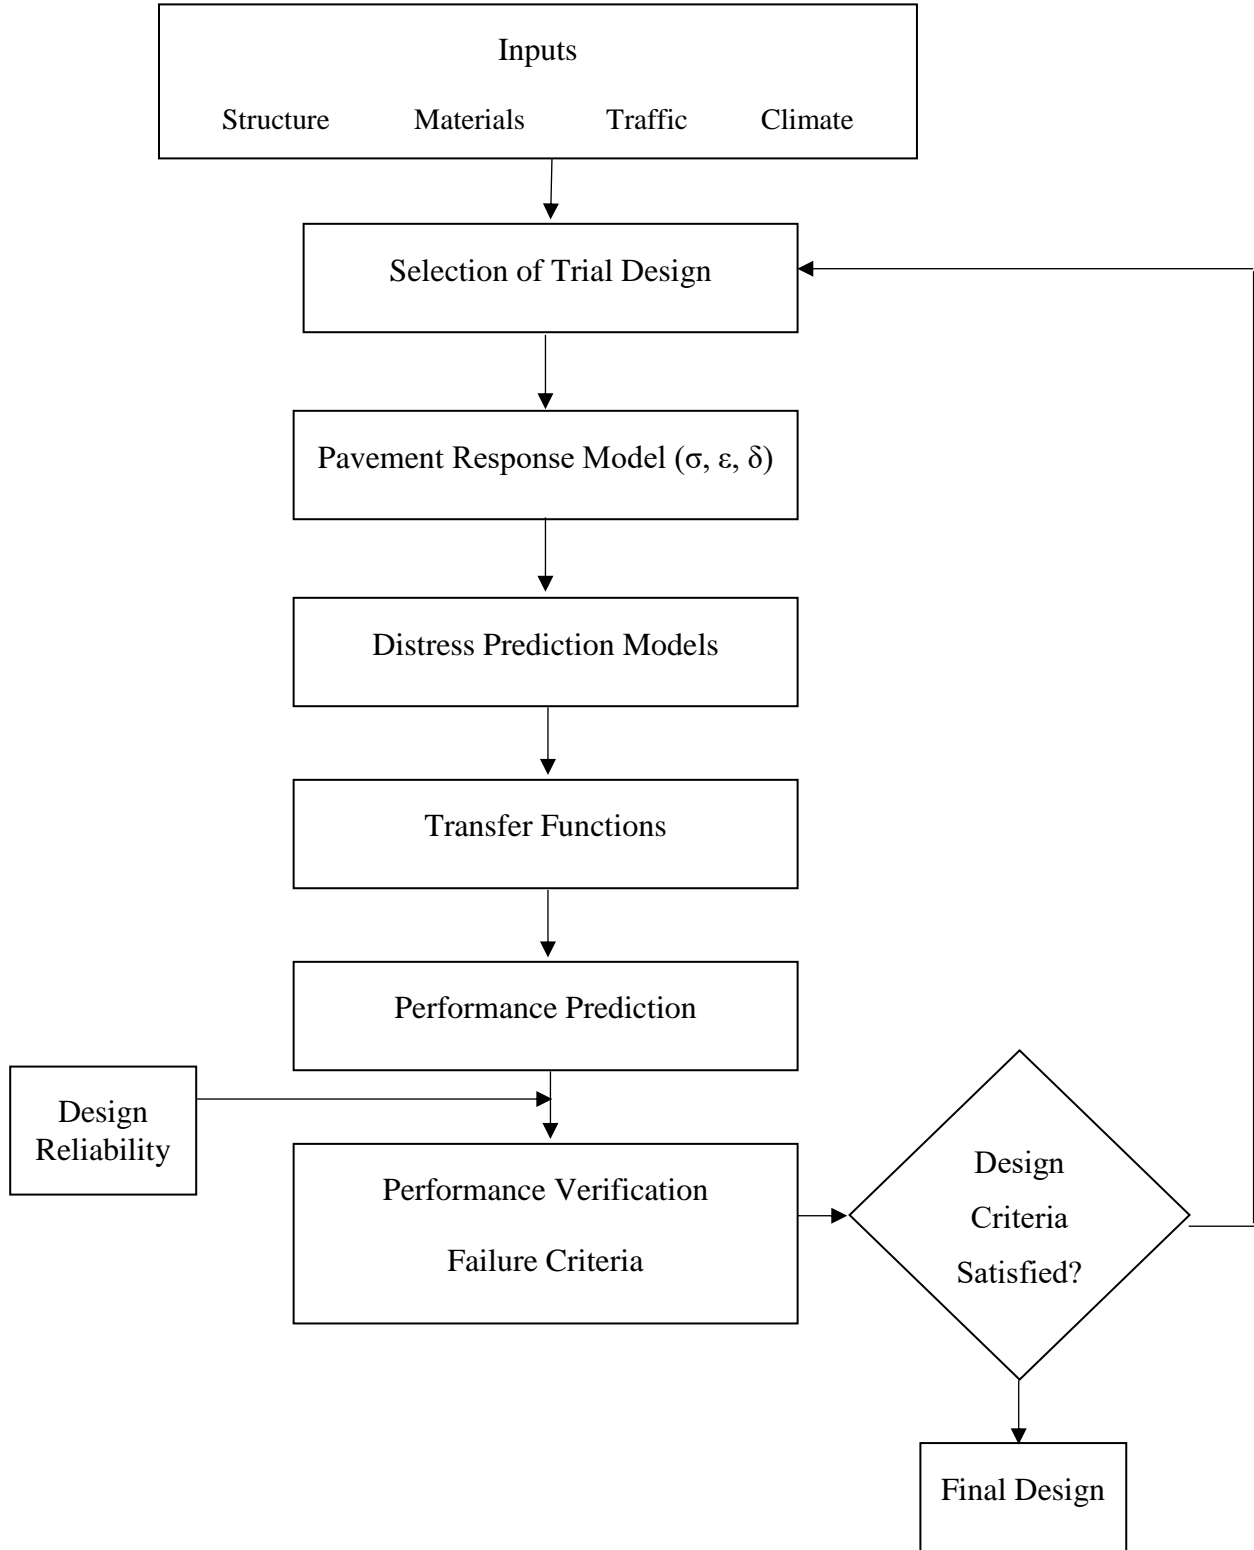 Inputs
Structure Materials Traffic Climate
Selection of Trial Design
Pavement Response Model (σ, ε, δ)
Distress Prediction Models
Transfer Functions
Performance Prediction
Design
Reliability
Performance Verification
Failure Criteria
Design
Criteria
Satisfied?
Final Design